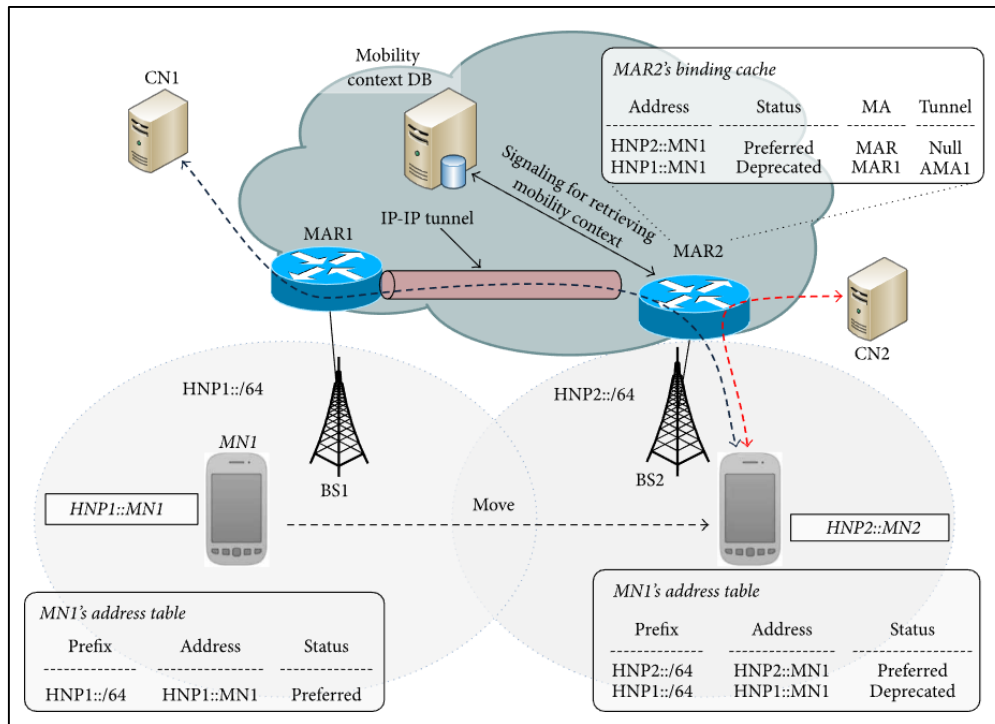 CN1
Mobility
context DB
MAR2's binding cache
Address Status MA Tunnel
HNP2::MN1 Preferred MAR Null
HNP1::MN1 Deprecated MAR1 AMA1
Signaling for retrieving
mobility context
IP-IP tunnel
MAR1
MAR2
CN2
HNP1::/64
HNP2::/64
MN1
BS1
BS2
HNP1::MN1
Move
HNP2::MN2
MN1's address table
Prefix Address Status
HNP1::/64 HNP1::MN1 Preferred
MN1's address table
Prefix Address Status
HNP2::/64 HNP2::MN1 Preferred
HNP1::/64 HNP1::MN1 Deprecated